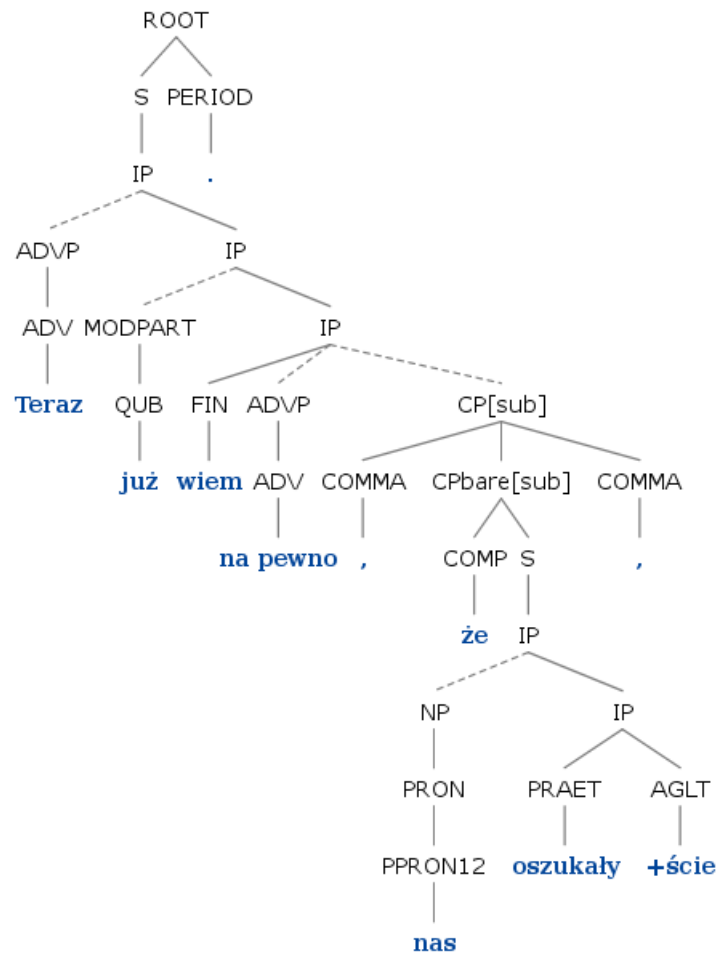 ROOT
S PERIOD
IP .
ADVP IP
ADV MODPART IP
Teraz QUB FIN ADVP CP[sub]
już wiem ADV COMMA CPbare[sub] COMMA
na pewno , COMP S ,
że IP
NP IP
PRON PRAET AGLT
PPRON12 oszukały +ście
nas